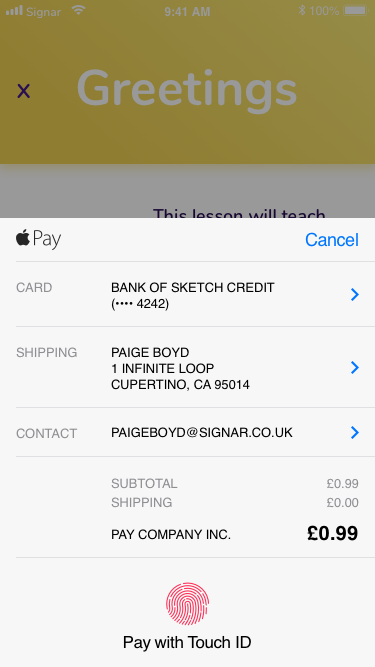 Signar 9:41 AM 100%
x Greetings
This lesson will teach
Pay Cancel
CARD BANK OF SKETCH CREDIT
(•••• 4242)
SHIPPING PAIGE BOYD
1 INFINITE LOOP
CUPERTINO, CA 95014
CONTACT PAIGEBOYD@SIGNAR.CO.UK
SUBTOTAL £0.99
SHIPPING £0.00
PAY COMPANY INC. £0.99
Pay with Touch ID